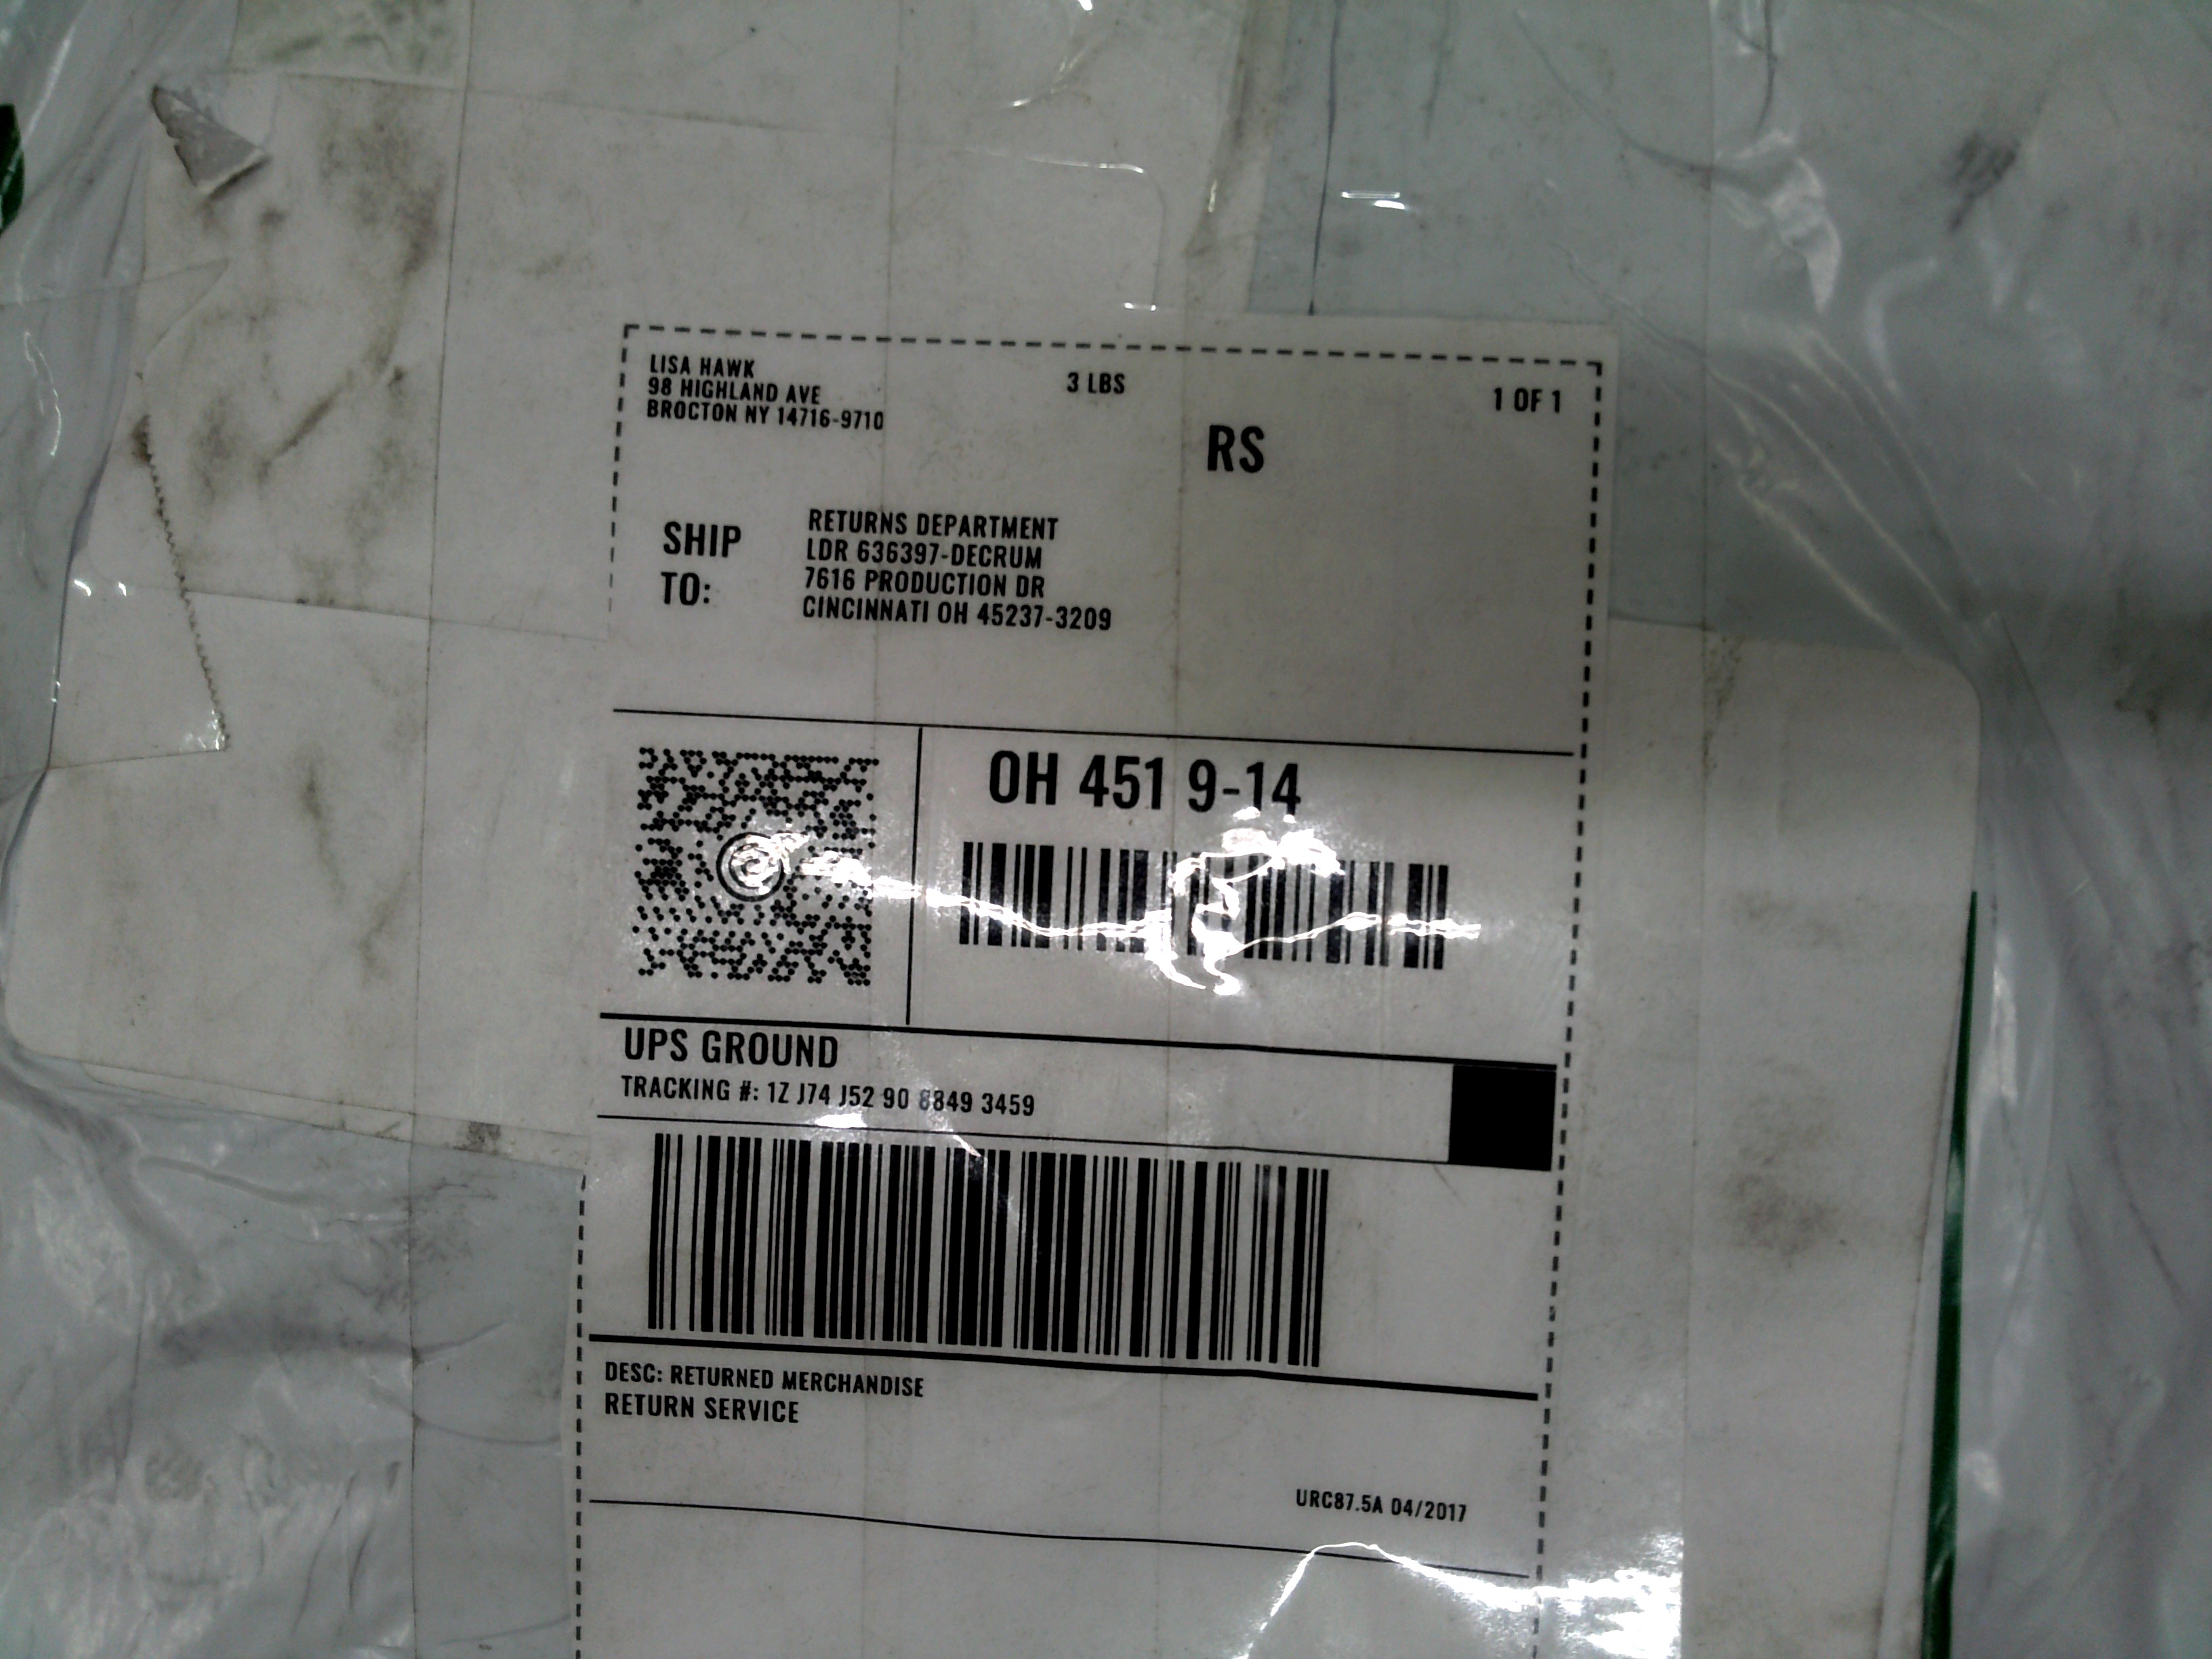 LISA HAWK
98 HIGHLAND AVE
BROCTON NY 14716-9710
3 LBS
1 OF 1
RS
SHIP TO:
RETURNS DEPARTMENT
LDR 636397-DECRUM
7616 PRODUCTION DR
CINCINNATI OH 45237-3209
OH 451 9-14
UPS GROUND
TRACKING #: 1Z J74 J52 90 8849 3459
DESC: RETURNED MERCHANDISE
RETURN SERVICE
URC87.5A 04/2017